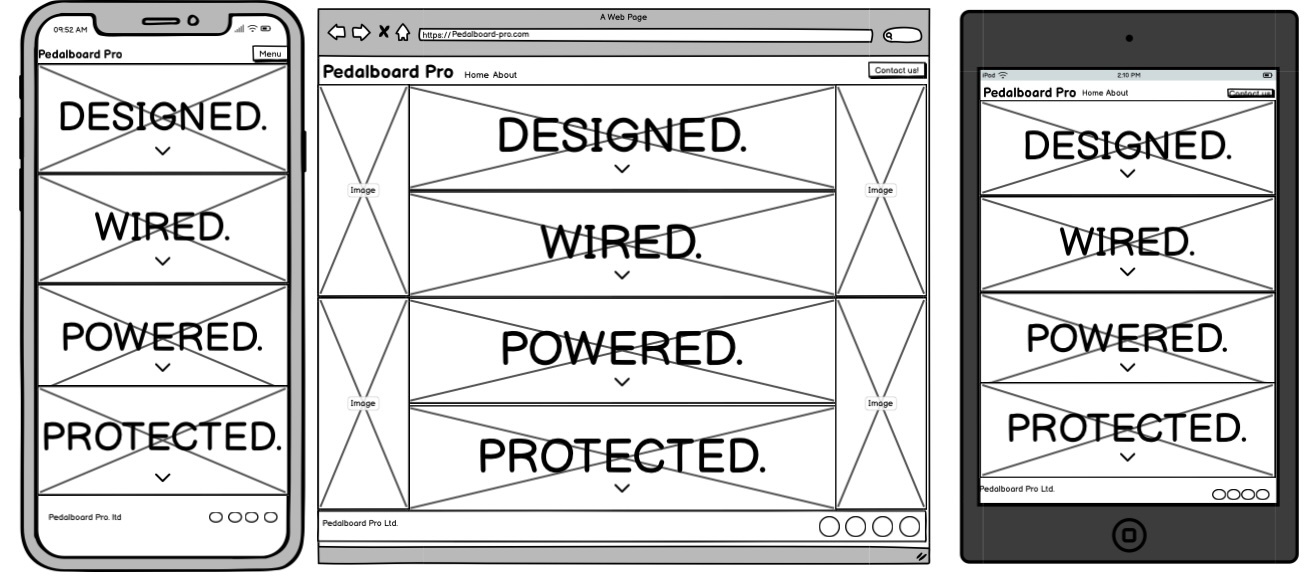 09:52 AM
Pedalboard Pro Menu
DESIGNED.
WIRED.
POWERED.
PROTECTED.
Pedalboard Pro. ltd
A Web Page
https://Pedalboard-pro.com
Pedalboard Pro Home About Contact us!
DESIGNED.
Image
Image
WIRED.
POWERED.
Image
Image
PROTECTED.
Pedalboard Pro Ltd.
iPod 2:10 PM
Pedalboard Pro Home About Contact us!
DESIGNED.
WIRED.
POWERED.
PROTECTED.
Pedalboard Pro Ltd.